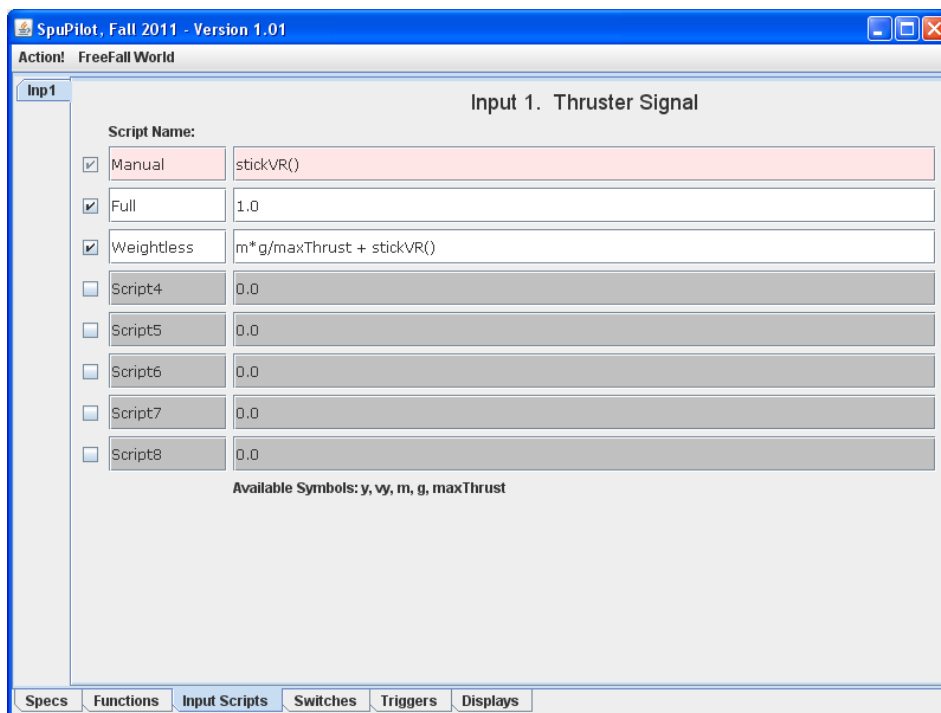 SpuPilot, Fall 2011 - Version 1.01
Action! FreeFall World
Inp1
Input 1. Thruster Signal
Script Name:
Manual stickVR()
Full 1.0
Weightless m*g/maxThrust + stickVR()
Script4 0.0
Script5 0.0
Script6 0.0
Script7 0.0
Script8 0.0
Available Symbols: y, vy, m, g, maxThrust
Specs Functions Input Scripts Switches Triggers Displays